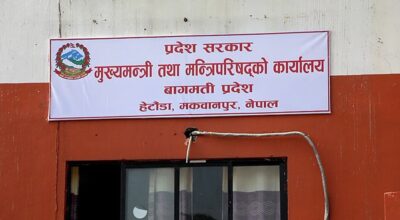 प्रदेश सरकार
मुख्यमन्त्री तथा मन्त्रिपरिषद्को कार्यालय
बागमती प्रदेश
हेटौंडा, मकवानपुर, नेपाल